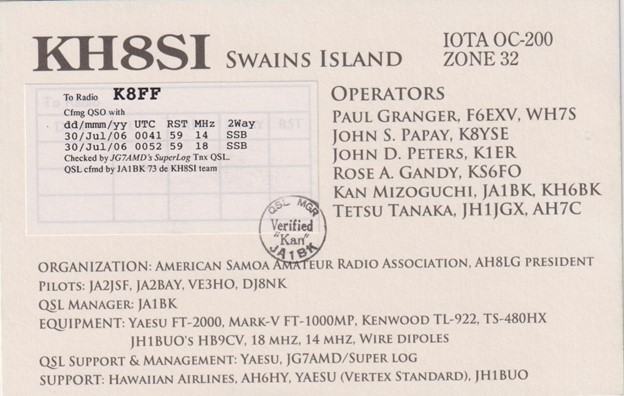 KH8SI Swains Island
IOTA OC-200
ZONE 32
To Radio K8FF
Cfmg QSO with
dd/mmm/yy UTC RST MHz 2Way
30/Jul/06 0041 59 14 SSB
30/Jul/06 0052 59 18 SSB
Checked by JG7AMD's SuperLog Tnx QSL.
QSL cfmd by JA1BK 73 de KH8SI team
RST
OPERATORS
PAUL GRANGER, F6EXV, WH7S
JOHN S. PAPAY, K8YSE
JOHN D. PETERS, K1ER
ROSE A. GANDY, KS6FO
KAN MIZOGUCHI, JA1BK, KH6BK
TETSU TANAKA, JH1JGX, AH7C
QSL MGR
Verified
"Kan"
JA1BK
ORGANIZATION: AMERICAN SAMOA AMATEUR RADIO ASSOCIATION, AH8LG PRESIDENT
PILOTS: JA2JSF, JA2BAY, VE3HO, DJ8NK
QSL MANAGER: JA1BK
EQUIPMENT: YAESU FT-2000, MARK-V FT-1000MP, KENWOOD TL-922, TS-480HX
JH1BUO'S HB9CV, 18 MHZ, 14 MHZ, WIRE DIPOLES
QSL SUPPORT & MANAGEMENT: YAESU, JG7AMD/SUPER LOG
SUPPORT: HAWAIIAN AIRLINES, AH6HY, YAESU (VERTEX STANDARD), JH1BUO